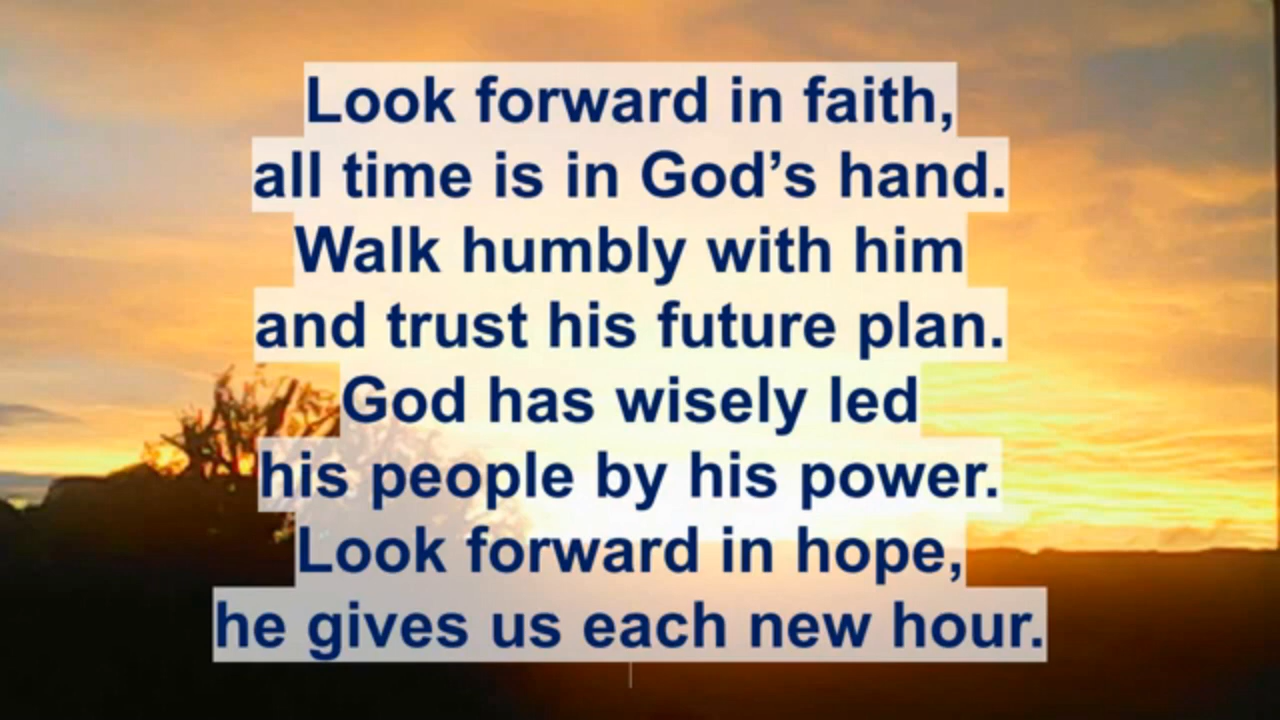 Look forward in faith,
all time is in God’s hand.
Walk humbly with him
and trust his future plan.
God has wisely led
his people by his power.
Look forward in hope,
he gives us each new hour.